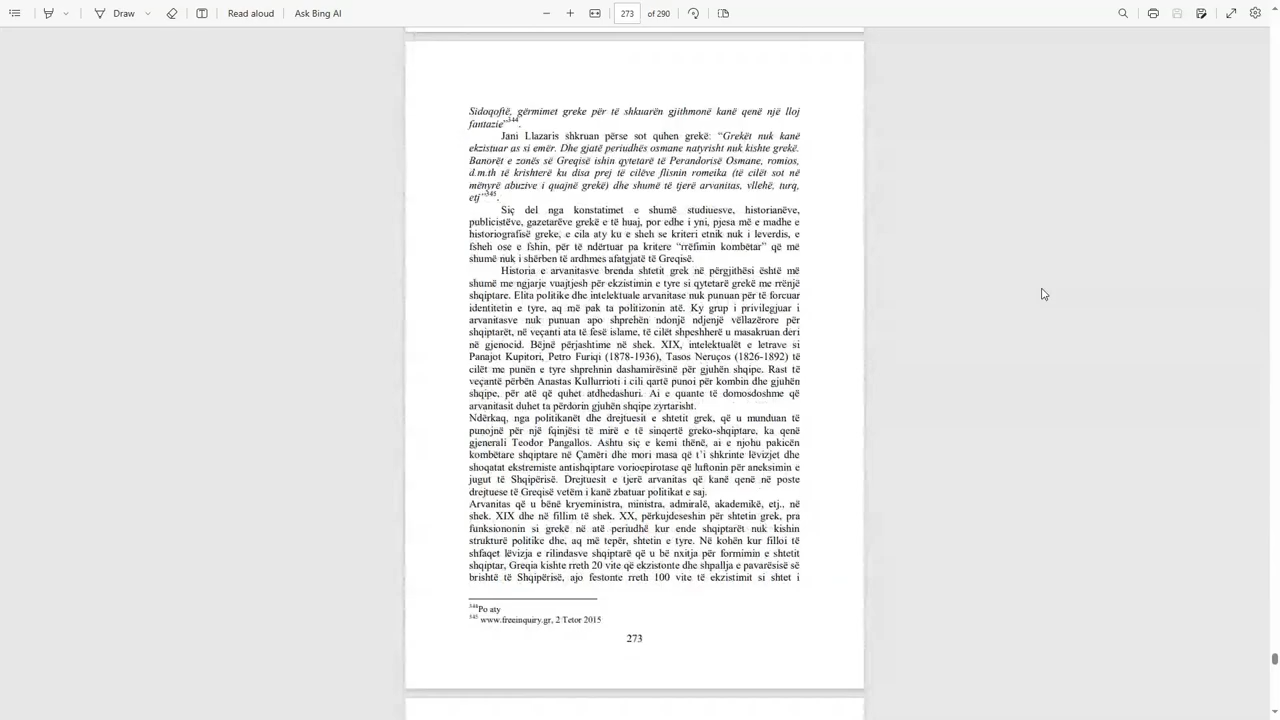 Draw
Read aloud
Ask Bing AI
273 of 290
Sidoqoftë, gërmimet greke për të shkuarën gjithmonë kanë qenë një lloj
fantazie”344.
Jani Llazaris shkruan përse sot quhen grekë: “Grekët nuk kanë
ekzistuar as si emër. Dhe gjatë periudhës osmane natyrisht nuk kishte grekë.
Banorët e zonës së Greqisë ishin qytetarë të Perandorisë Osmane, romios,
d.m.th të krishterë ku disa prej të cilëve flisnin romeika (të cilët sot në
mënyrë abuzive i quajnë grekë) dhe shumë të tjerë arvanitas, vllehë, turq,
etj”345.
Siç del nga konstatimet e shumë studiuesve, historianëve,
publicistëve, gazetarëve grekë e të huaj, por edhe i yni, pjesa më e madhe e
historiografisë greke, e cila aty ku e sheh se kriteri etnik nuk i leverdis, e
fsheh ose e fshin, për të ndërtuar pa kritere “rrëfimin kombëtar” që më
shumë nuk i shërben të ardhmes afatgjatë të Greqisë.
Historia e arvanitasve brenda shtetit grek në përgjithësi është më
shumë me ngjarje vuajtjesh për ekzistimin e tyre si qytetarë grekë me rrënjë
shqiptare. Elita politike dhe intelektuale arvanitase nuk punuan për të forcuar
identitetin e tyre, aq më pak ta politizonin atë. Ky grup i privilegjuar i
arvanitasve nuk punuan apo shprehën ndonjë ndjenjë vëllazërore për
shqiptarët, në veçanti ata të fesë islame, të cilët shpeshherë u masakruan deri
në gjenocid. Bëjnë përjashtime në shek. XIX, intelektualët e letrave si
Panajot Kupitori, Petro Furiqi (1878-1936), Tasos Neruços (1826-1892) të
cilët me punën e tyre shprehnin dashamirësinë për gjuhën shqipe. Rast të
veçantë përbën Anastas Kullurrioti i cili qartë punoi për kombin dhe gjuhën
shqipe, për atë që quhet atdhedashuri. Ai e quante të domosdoshme që
arvanitasit duhet ta përdorin gjuhën shqipe zyrtarisht.
Ndërkaq, nga politikanët dhe drejtuesit e shtetit grek, që u munduan të
punojnë për një fqinjësi të mirë e të sinqertë greko-shqiptare, ka qenë
gjenerali Teodor Pangallos. Ashtu siç e kemi thënë, ai e njohu pakicën
kombëtare shqiptare në Çamëri dhe mori masa që t’i shkrinte lëvizjet dhe
shoqatat ekstremiste antishqiptare vorioepirotase që luftonin për aneksimin e
jugut të Shqipërisë. Drejtuesit e tjerë arvanitas që kanë qenë në poste
drejtuese të Greqisë vetëm i kanë zbatuar politikat e saj.
Arvanitas që u bënë kryeministra, ministra, admiralë, akademikë, etj., në
shek. XIX dhe në fillim të shek. XX, përkujdeseshin për shtetin grek, pra
funksiononin si grekë në atë periudhë kur ende shqiptarët nuk kishin
strukturë politike dhe, aq më tepër, shtetin e tyre. Në kohën kur filloi të
shfaqet lëvizja e rilindasve shqiptarë që u bë nxitja për formimin e shtetit
shqiptar, Greqia kishte rreth 20 vite që ekzistonte dhe shpallja e pavarësisë së
brishtë të Shqipërisë, ajo festonte rreth 100 vite të ekzistimit si shtet i
344Po aty
345 www.freeinquiry.gr, 2 Tetor 2015
273